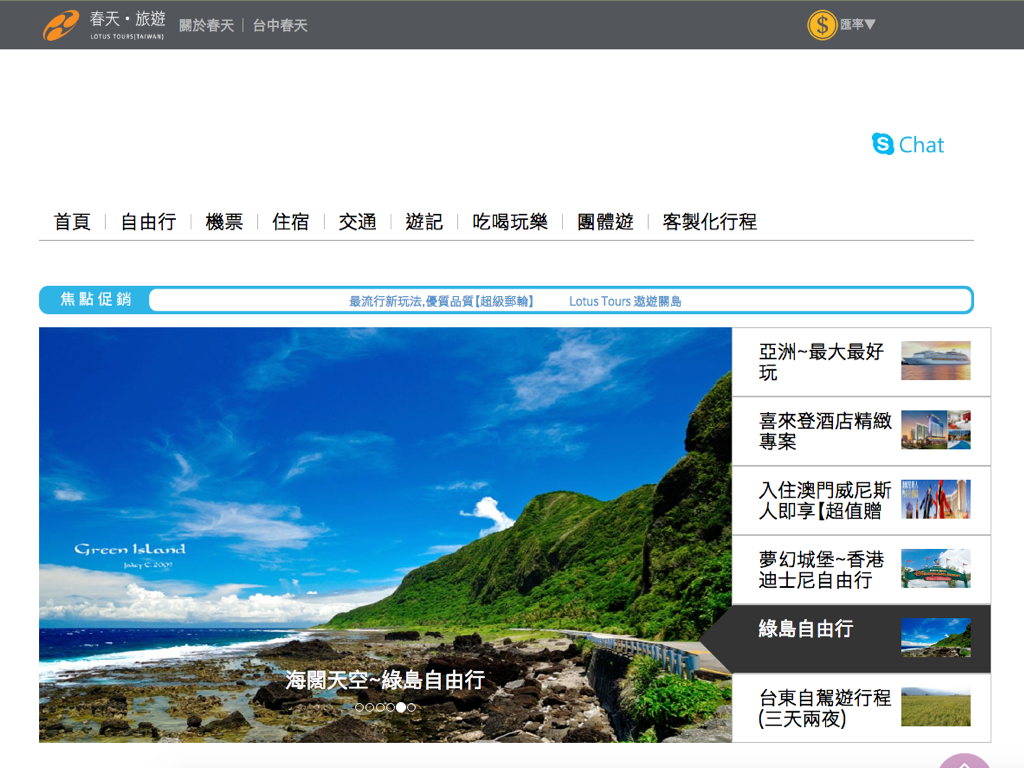 春天・旅遊
LOTUS TOURS(TAIWAN)
關於春天 | 台中春天
匯率▼
Chat
首頁 | 自由行 | 機票 | 住宿 | 交通 | 遊記 | 吃喝玩樂 | 團體遊 | 客製化行程
焦點促銷
最流行新玩法,優質品質【超級郵輪】
Lotus Tours 遨遊關島
Green Island
Jakey C. 2009
海闊天空~綠島自由行
亞洲~最大最好
玩
喜來登酒店精緻
專案
入住澳門威尼斯
人即享【超值贈
夢幻城堡~香港
迪士尼自由行
綠島自由行
台東自駕遊行程
(三天兩夜)